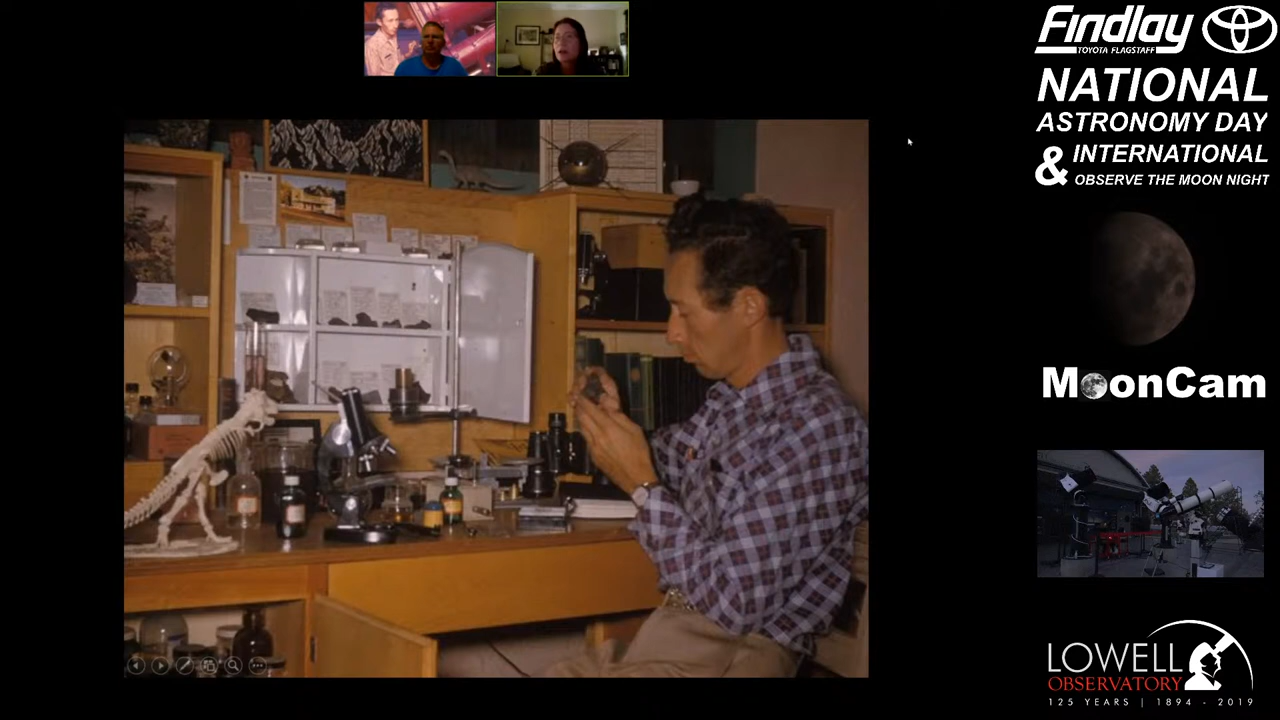 Findlay
TOYOTA FLAGSTAFF
NATIONAL
ASTRONOMY DAY
& INTERNATIONAL
OBSERVE THE MOON NIGHT
MoonCam
LOWELL
OBSERVATORY
125 YEARS | 1894 - 2019